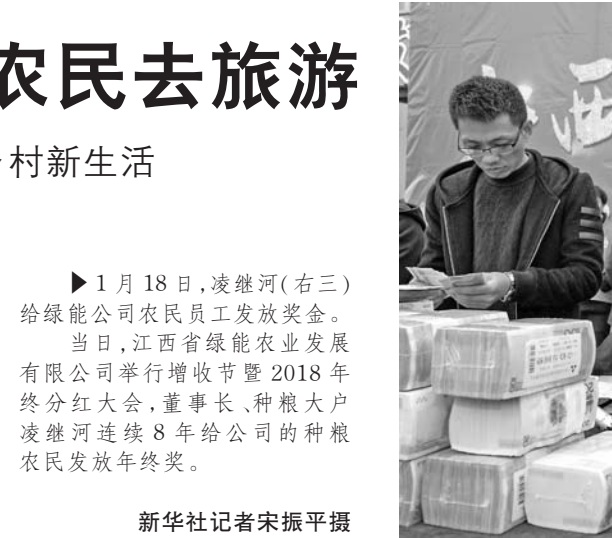 农民去旅游
村新生活
▶1月18日,凌继河(右三)
给绿能公司农民员工发放奖金。
当日,江西省绿能农业发展
有限公司举行增收节暨2018年
终分红大会,董事长、种粮大户
凌继河连续8年给公司的种粮
农民发放年终奖。
新华社记者宋振平摄